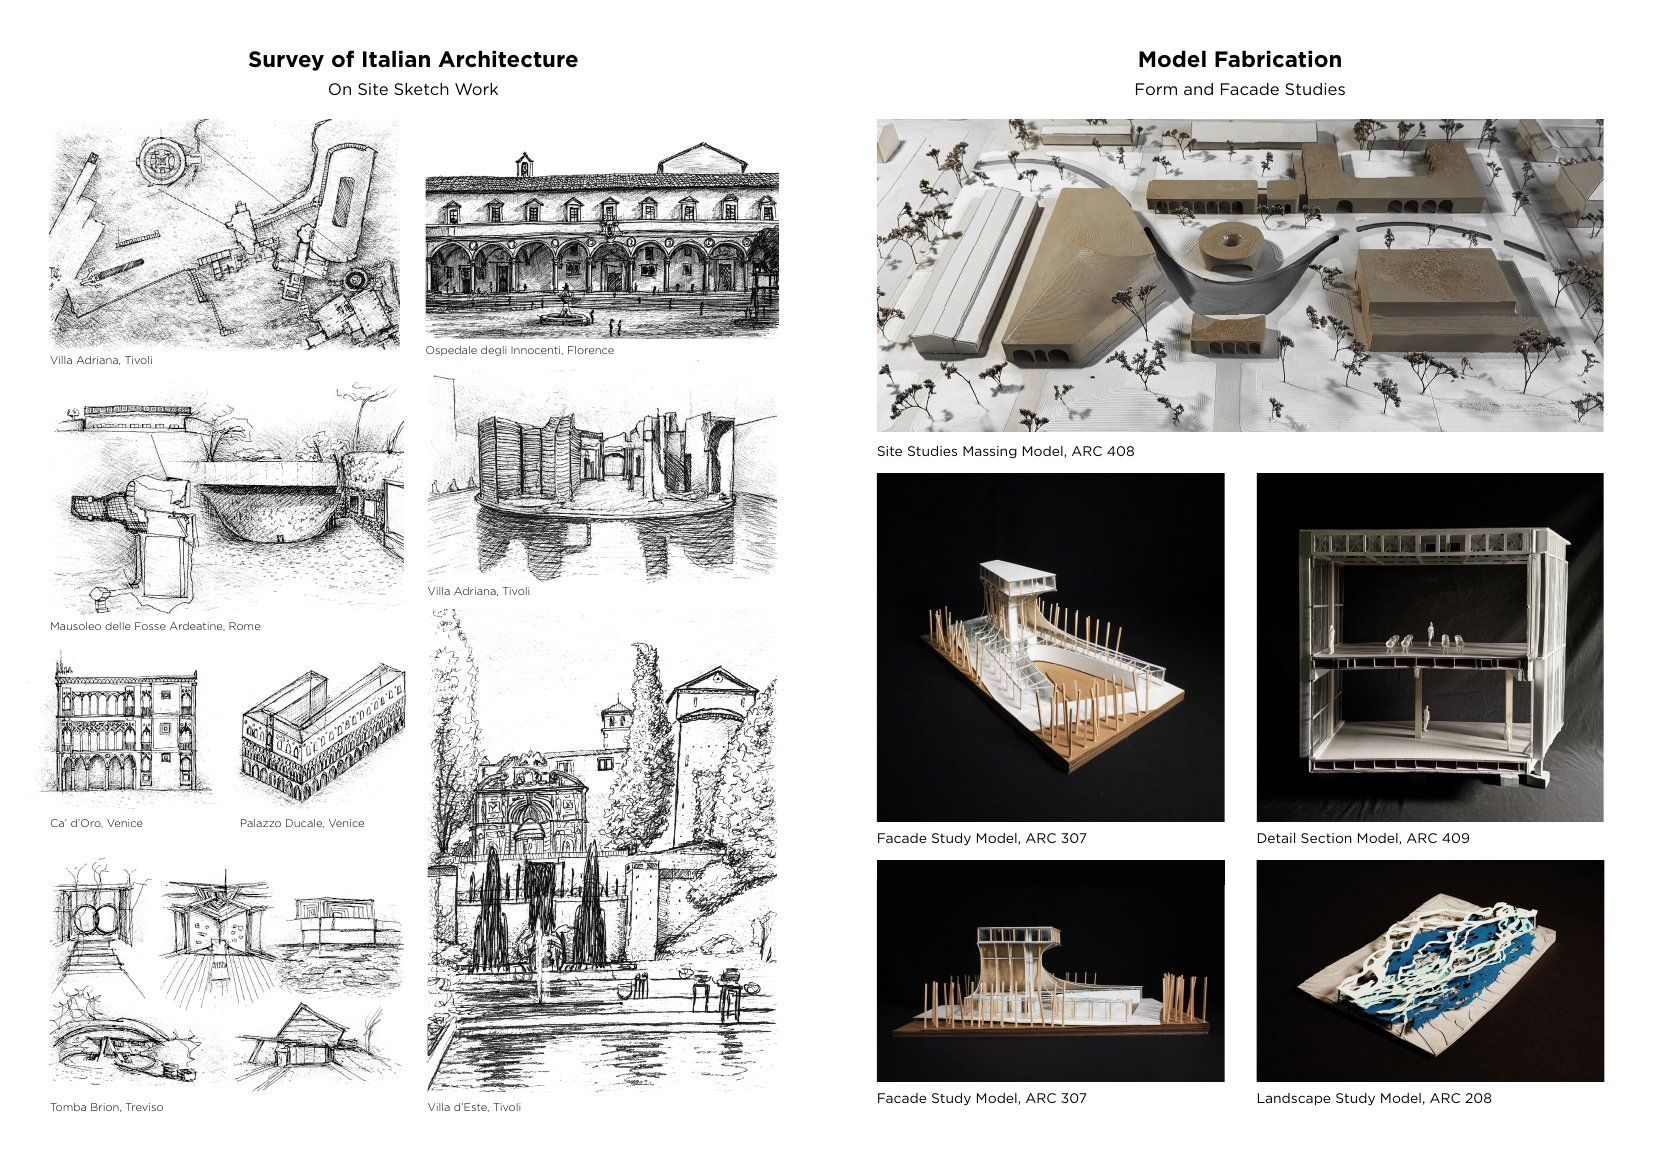 Survey of Italian Architecture
On Site Sketch Work
Villa Adriana, Tivoli
Ospedale degli Innocenti, Florence
Mausoleo delle Fosse Ardeatine, Rome
Villa Adriana, Tivoli
Ca' d'Oro, Venice
Palazzo Ducale, Venice
Tomba Brion, Treviso
Villa d'Este, Tivoli
Model Fabrication
Form and Facade Studies
Site Studies Massing Model, ARC 408
Facade Study Model, ARC 307
Detail Section Model, ARC 409
Facade Study Model, ARC 307
Landscape Study Model, ARC 208